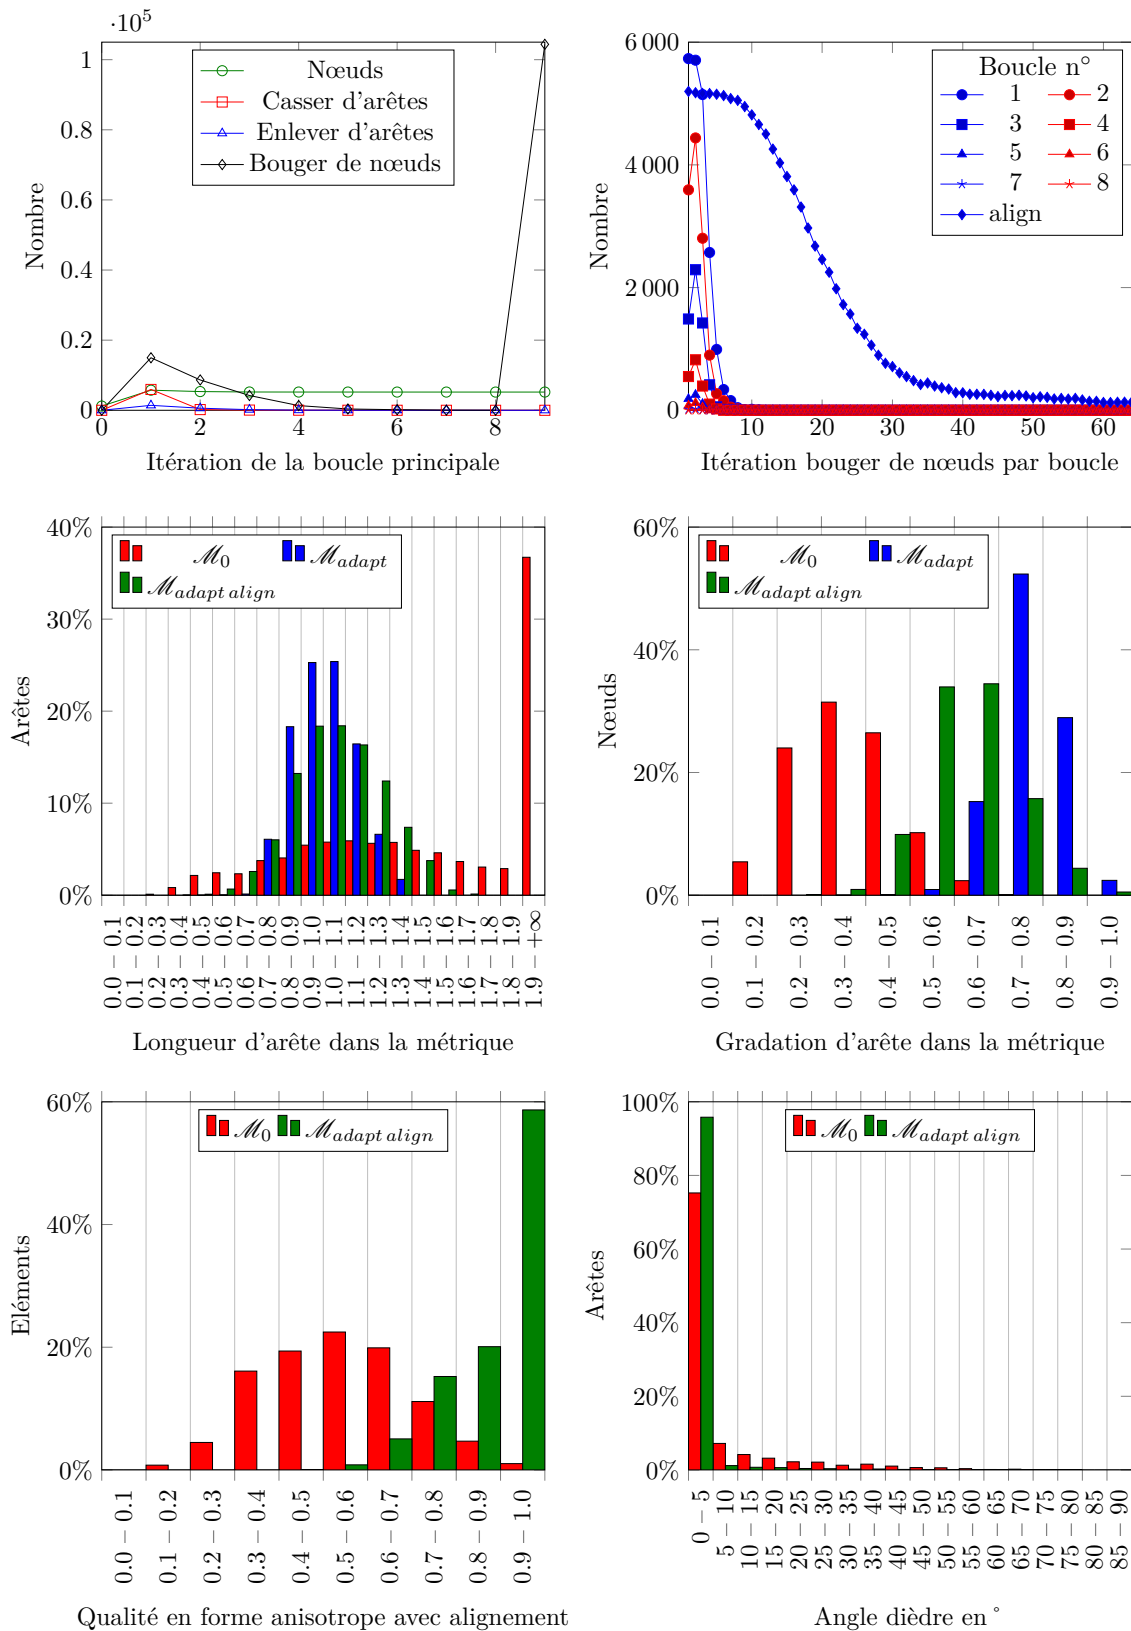 ·10⁵
1
0.8
0.6
0.4
0.2
0
0 2 4 6 8
Nombre
Itération de la boucle principale
Nœuds
Casser d'arêtes
Enlever d'arêtes
Bouger de nœuds
6 000
4 000
2 000
0
10 20 30 40 50 60
Nombre
Itération bouger de nœuds par boucle
Boucle n°
1 2
3 4
5 6
7 8
align
40%
30%
20%
10%
0%
Arêtes
ℳ0 ℳadapt
ℳadapt align
0.0 − 0.1
0.1 − 0.2
0.2 − 0.3
0.3 − 0.4
0.4 − 0.5
0.5 − 0.6
0.6 − 0.7
0.7 − 0.8
0.8 − 0.9
0.9 − 1.0
1.0 − 1.1
1.1 − 1.2
1.2 − 1.3
1.3 − 1.4
1.4 − 1.5
1.5 − 1.6
1.6 − 1.7
1.7 − 1.8
1.8 − 1.9
1.9 − +∞
Longueur d'arête dans la métrique
60%
40%
20%
0%
Nœuds
ℳ0 ℳadapt
ℳadapt align
0.0 − 0.1
0.1 − 0.2
0.2 − 0.3
0.3 − 0.4
0.4 − 0.5
0.5 − 0.6
0.6 − 0.7
0.7 − 0.8
0.8 − 0.9
0.9 − 1.0
Gradation d'arête dans la métrique
60%
40%
20%
0%
Eléments
ℳ0 ℳadapt align
0.0 − 0.1
0.1 − 0.2
0.2 − 0.3
0.3 − 0.4
0.4 − 0.5
0.5 − 0.6
0.6 − 0.7
0.7 − 0.8
0.8 − 0.9
0.9 − 1.0
Qualité en forme anisotrope avec alignement
100%
80%
60%
40%
20%
0%
Arêtes
ℳ0 ℳadapt align
0 − 5
5 − 10
10 − 15
15 − 20
20 − 25
25 − 30
30 − 35
35 − 40
40 − 45
45 − 50
50 − 55
55 − 60
60 − 65
65 − 70
70 − 75
75 − 80
80 − 85
85 − 90
Angle dièdre en °